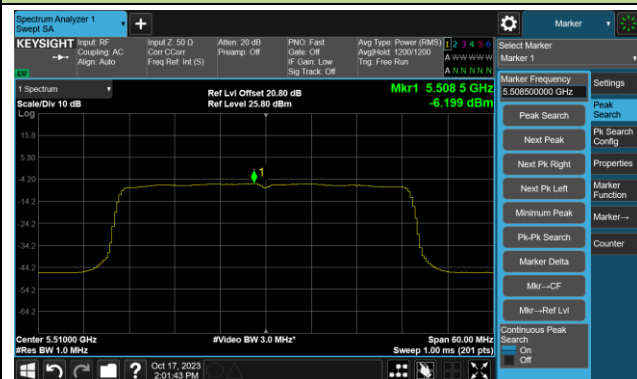 Spectrum Analyzer 1
Swept SA
+
Marker
KEYSIGHT
Input: RF
Coupling: AC
Align: Auto
Input Z: 50 Ω
Corr CCorr
Freq Ref: Int (S)
Atten: 20 dB
Preamp: Off
PNO: Fast
Gate: Off
IF Gain: Low
Sig Track: Off
Avg Type: Power (RMS)
Avg|Hold: 1200/1200
Trig: Free Run
1 2 3 4 5 6
A W W W W W
A N N N N N
Select Marker
Marker 1
LXI
1 Spectrum
Scale/Div 10 dB
Log
Ref Lvl Offset 20.80 dB
Ref Level 25.80 dBm
Mkr1 5.508 5 GHz
-6.199 dBm
15.8
5.80
-4.20
-14.2
-24.2
-34.2
-44.2
-54.2
-64.2
1
Center 5.51000 GHz
#Res BW 1.0 MHz
#Video BW 3.0 MHz*
Span 60.00 MHz
Sweep 1.00 ms (201 pts)
Marker Frequency
5.508500000 GHz
Peak Search
Next Peak
Next Pk Right
Next Pk Left
Minimum Peak
Pk-Pk Search
Marker Delta
Mkr→CF
Mkr→Ref Lvl
Continuous Peak
Search
On
Off
Settings
Peak
Search
Pk Search
Config
Properties
Marker
Function
Marker→
Counter
?
Oct 17, 2023
2:01:43 PM